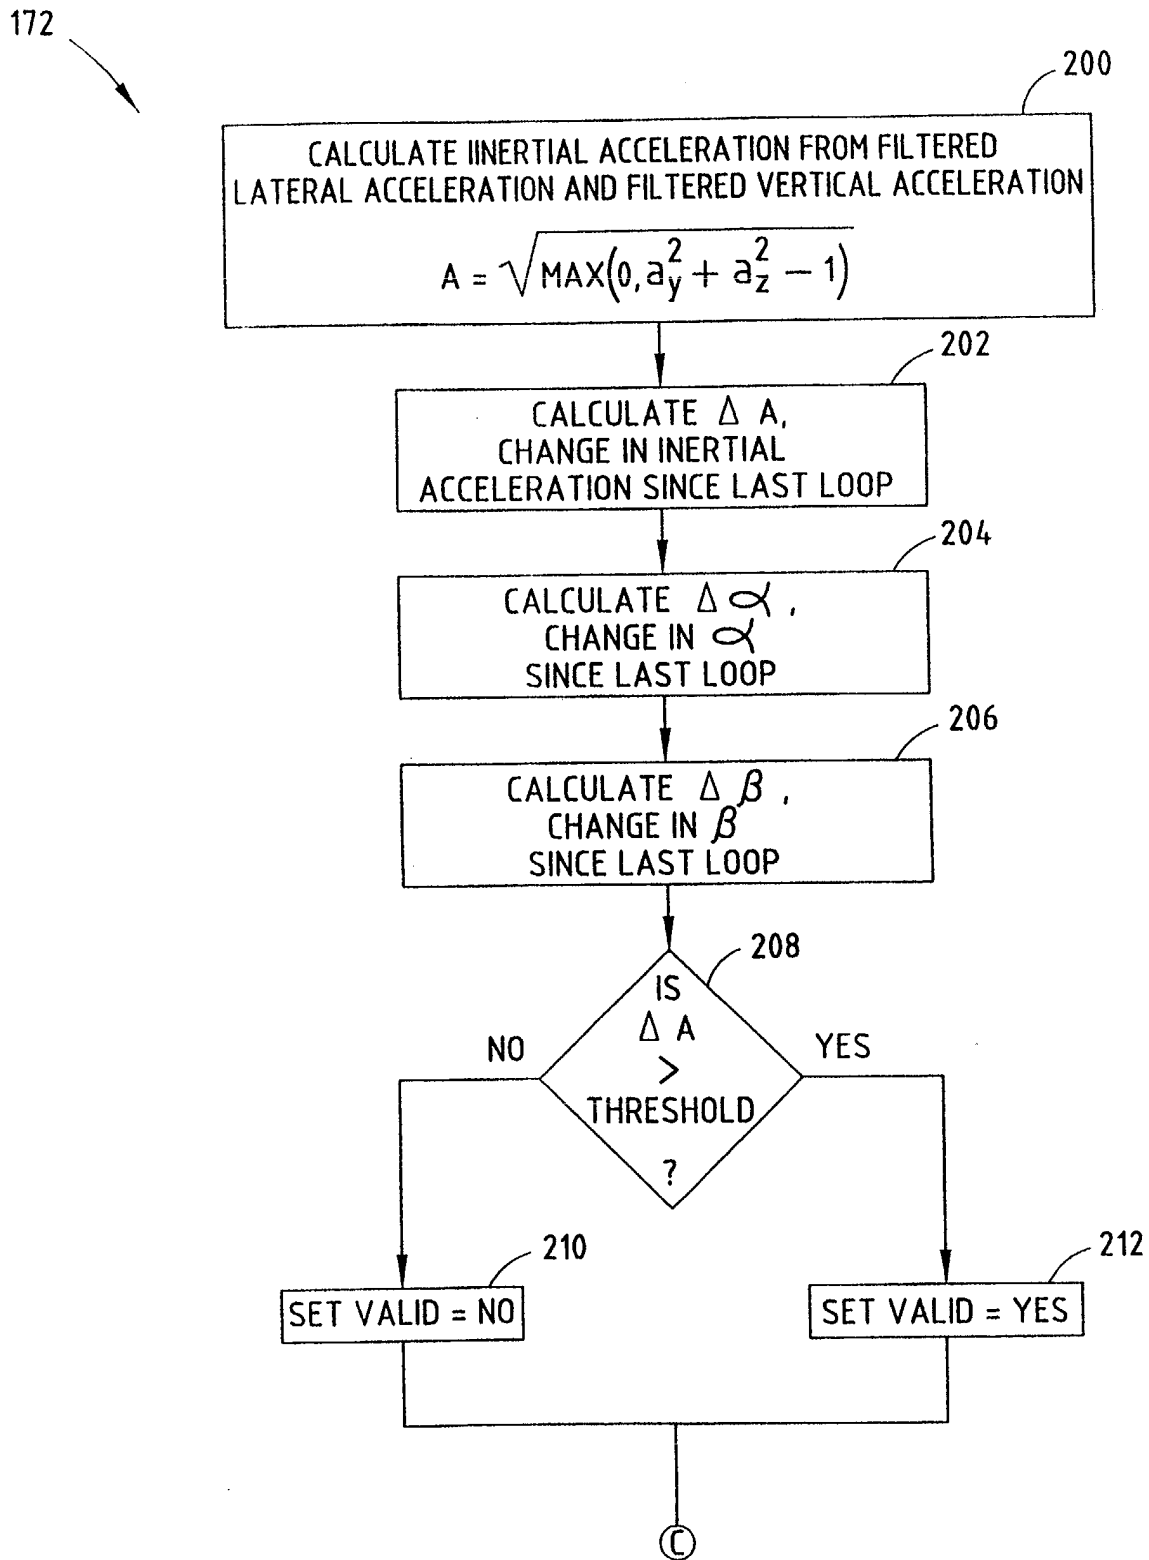 172
200
CALCULATE IINERTIAL ACCELERATION FROM FILTERED
LATERAL ACCELERATION AND FILTERED VERTICAL ACCELERATION
A = √MAX(0, a_y^2 + a_z^2 − 1)
202
CALCULATE Δ A,
CHANGE IN INERTIAL
ACCELERATION SINCE LAST LOOP
204
CALCULATE Δ α ,
CHANGE IN α
SINCE LAST LOOP
206
CALCULATE Δ β ,
CHANGE IN β
SINCE LAST LOOP
208
IS
Δ A
>
THRESHOLD
?
NO
YES
210
SET VALID = NO
212
SET VALID = YES
C